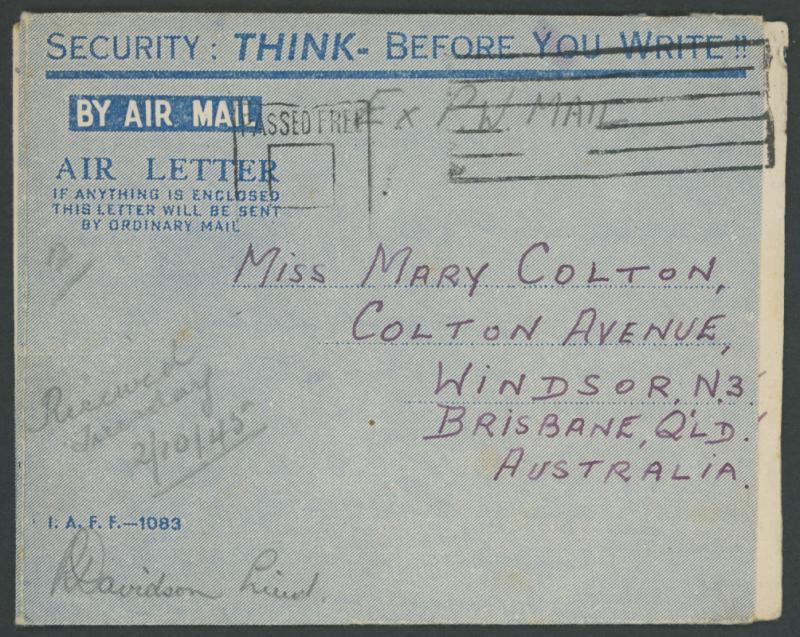 SECURITY: THINK- BEFORE YOU WRITE!!
BY AIR MAIL
PASSED FREE
Ex P.W. MAIL
AIR LETTER
IF ANYTHING IS ENCLOSED
THIS LETTER WILL BE SENT
BY ORDINARY MAIL
MISS MARY COLTON,
COLTON AVENUE,
WINDSOR, N.3.
BRISBANE, Q'LD.
AUSTRALIA.
Received
Tuesday
2/10/45
I. A. F. F.—1083
Davidson Lieut.